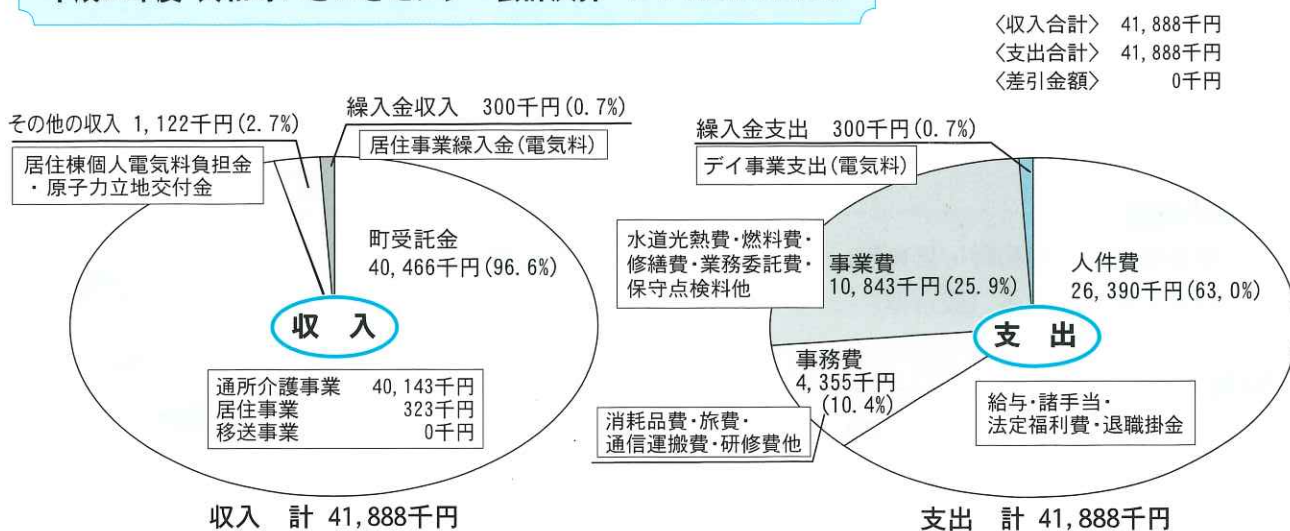 〈収入合計〉 41,888千円
〈支出合計〉 41,888千円
〈差引金額〉 0千円
その他の収入 1,122千円(2.7%)
居住棟個人電気料負担金
・原子力立地交付金
繰入金収入 300千円(0.7%)
居住事業繰入金(電気料)
町受託金
40,466千円(96.6%)
収 入
通所介護事業 40,143千円
居住事業 323千円
移送事業 0千円
収入 計 41,888千円
繰入金支出 300千円(0.7%)
デイ事業支出(電気料)
水道光熱費・燃料費・
修繕費・業務委託費・
保守点検料他
事業費
10,843千円(25.9%)
人件費
26,390千円(63,0%)
支 出
事務費
4,355千円
(10.4%)
消耗品費・旅費・
通信運搬費・研修費他
給与・諸手当・
法定福利費・退職掛金
支出 計 41,888千円